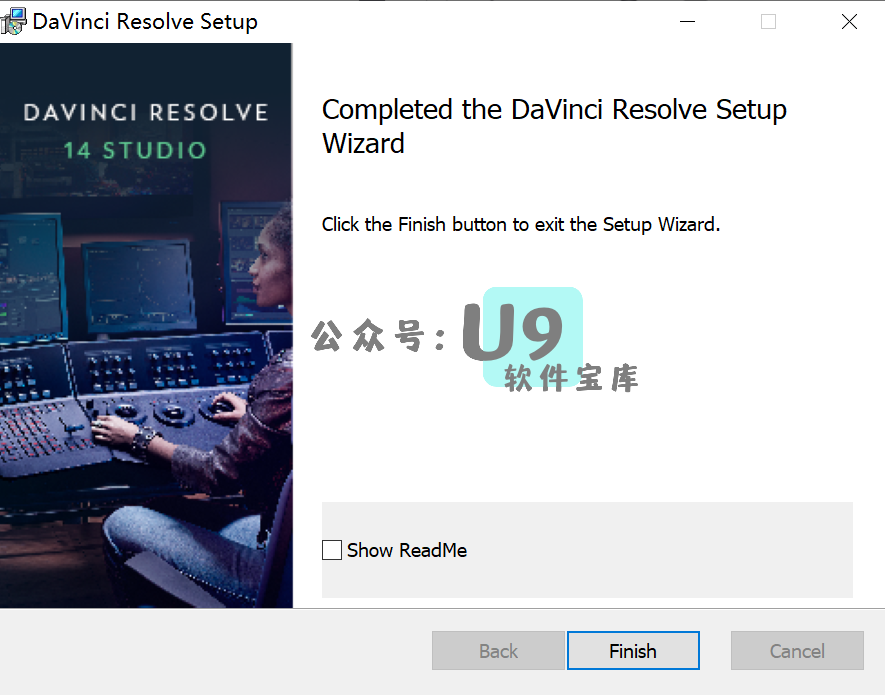 DaVinci Resolve Setup
DAVINCI RESOLVE
14 STUDIO
Completed the DaVinci Resolve Setup
Wizard
Click the Finish button to exit the Setup Wizard.
公众号：U9
软件宝库
Show ReadMe
Back
Finish
Cancel